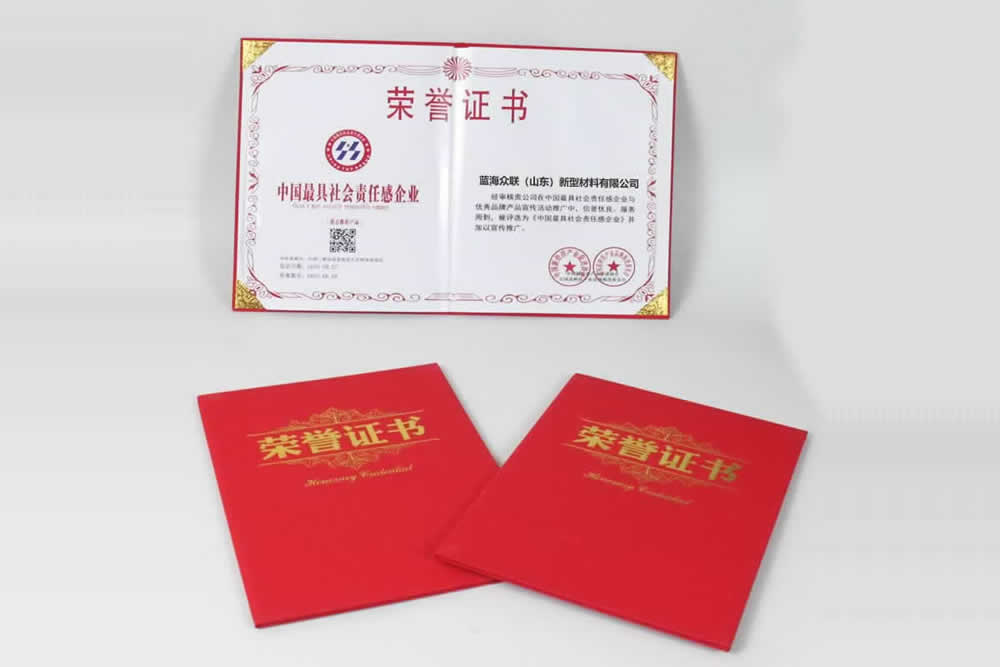 荣誉证书
中国最具社会责任感企业
蓝海众联（山东）新型材料有限公司
经审核贵公司在中国最具社会责任感企业与
优秀品牌产品宣传活动推广中，信誉优良、服务
周到，被评选为《中国最具社会责任感企业》并
加以宣传推广。
荣誉证书
Honorary Credential
荣誉证书
Honorary Credential